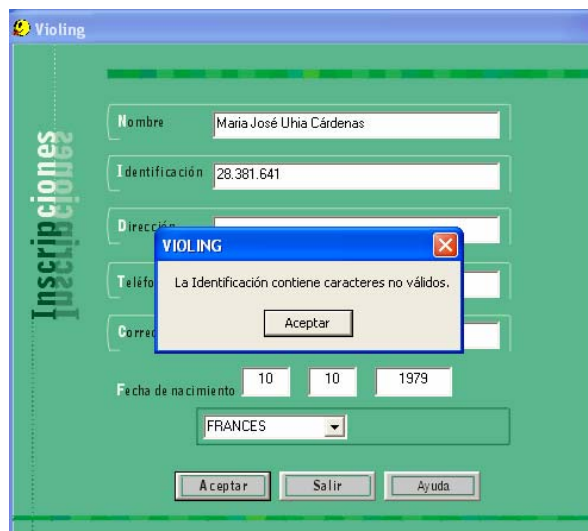 Violing
Inscripciones
Nombre
Maria José Uhia Cárdenas
Identificación
28.381.641
Dirección
VIOLING
La Identificación contiene caracteres no válidos.
Aceptar
Teléfo
Correo
Fecha de nacimiento
10
10
1979
FRANCES
Aceptar
Salir
Ayuda